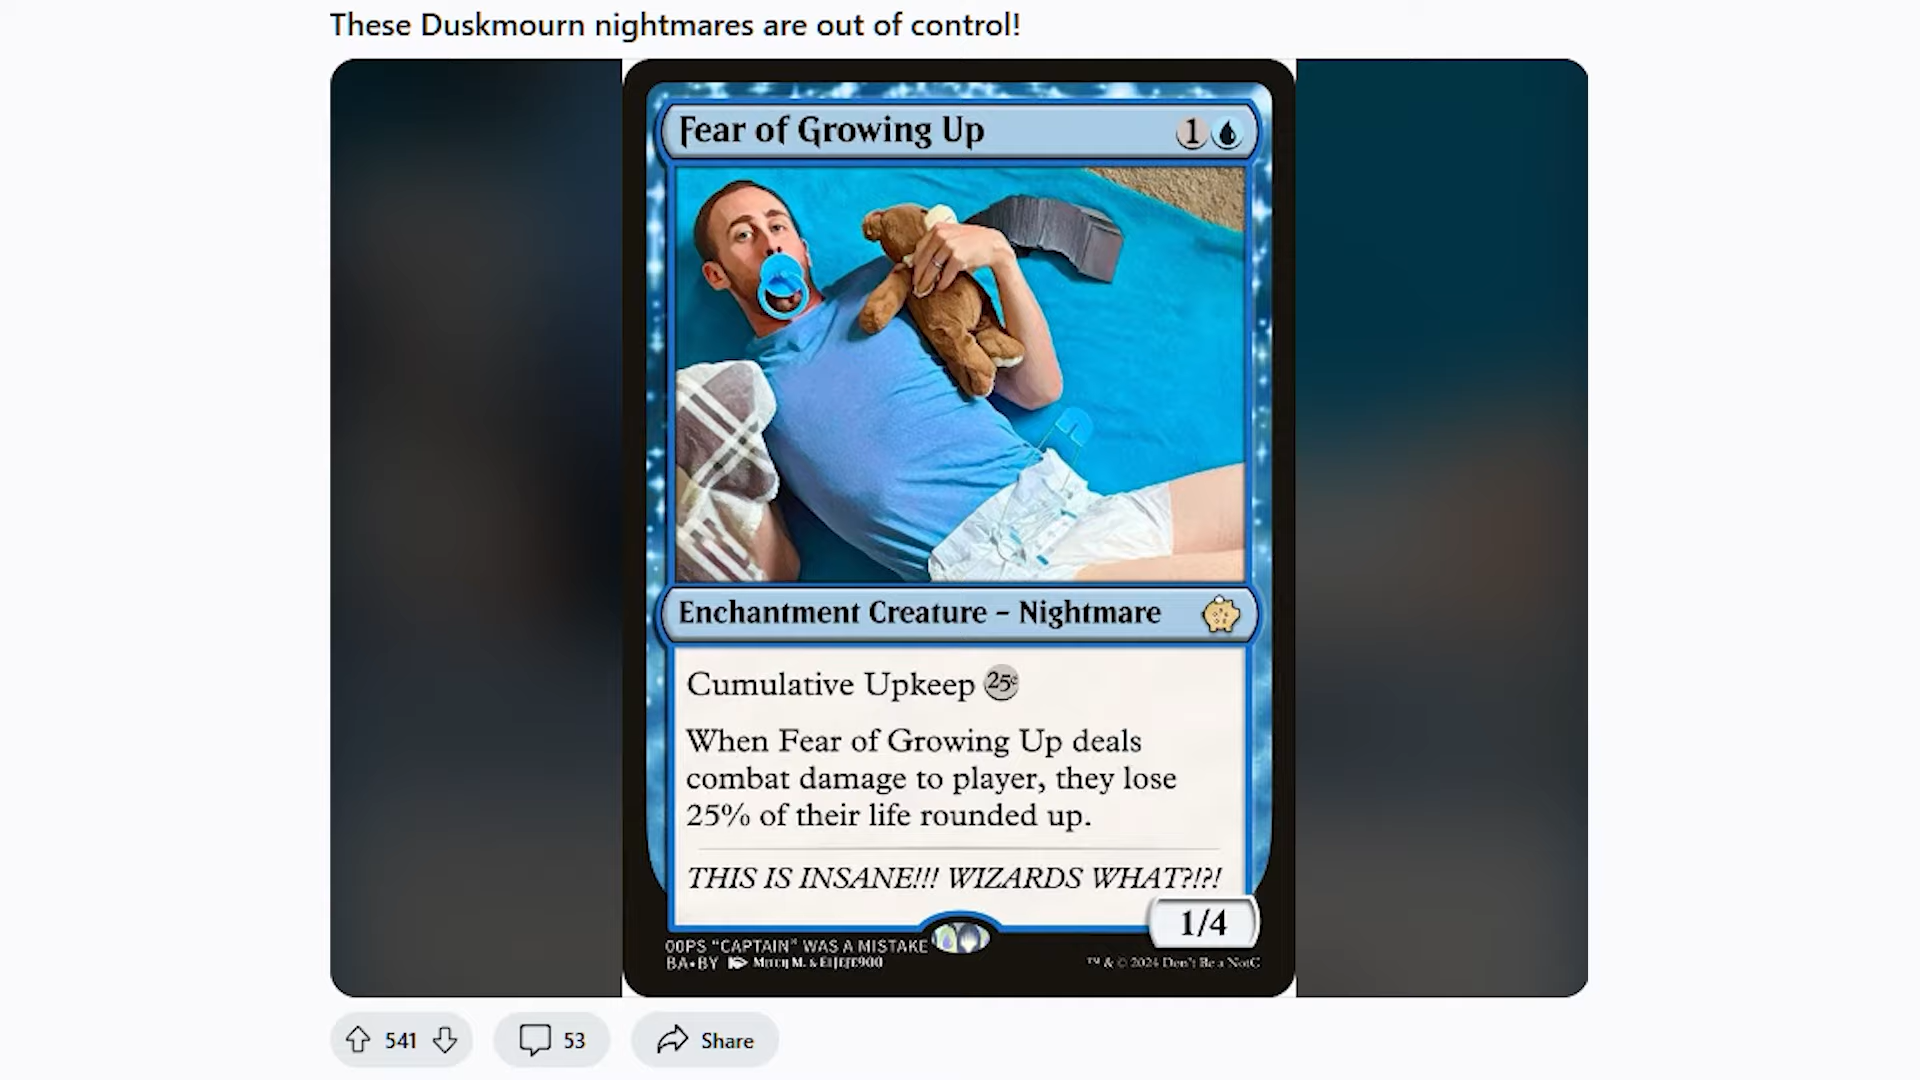 These Duskmourn nightmares are out of control!
Fear of Growing Up 1
Enchantment Creature – Nightmare
Cumulative Upkeep 25¢
When Fear of Growing Up deals
combat damage to player, they lose
25% of their life rounded up.
THIS IS INSANE!!! WIZARDS WHAT?!?!
1/4
OOPS "CAPTAIN" WAS A MISTAKE
BA•BY Mitch M. & ElJefe900
™ & © 2024 Don't Be a NotC
541 53 Share